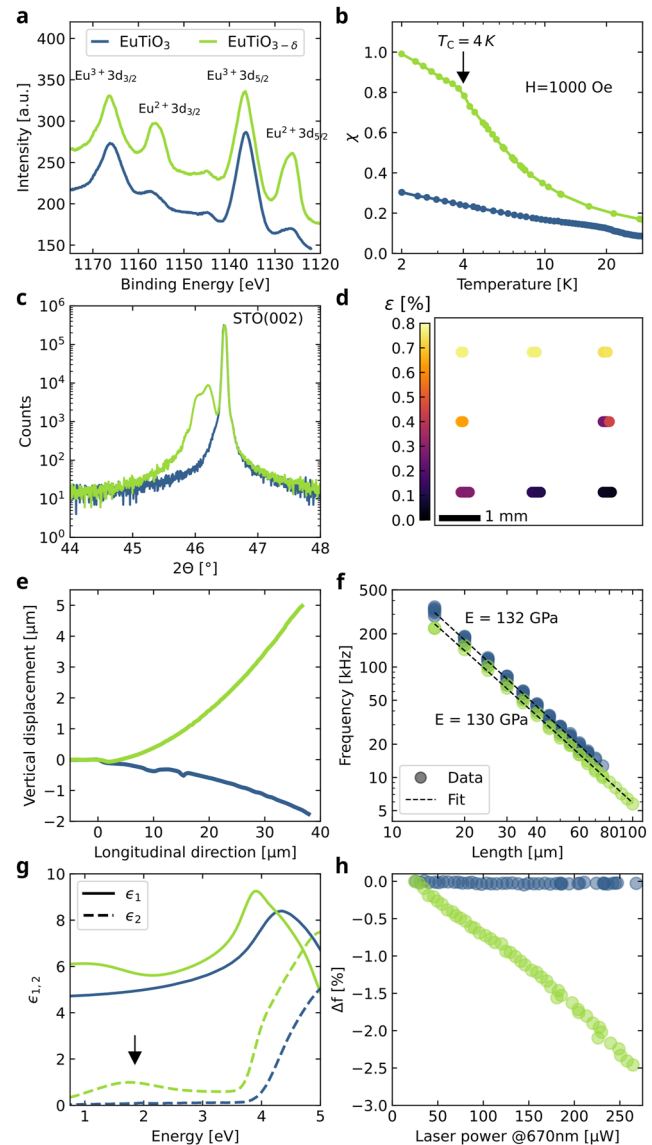 a
EuTiO3 EuTiO3−δ
Eu3+3d3/2
Eu2+3d3/2
Eu3+3d5/2
Eu2+3d5/2
400
350
300
250
200
150
Intensity [a.u.]
1170 1160 1150 1140 1130 1120
Binding Energy [eV]
b
TC = 4 K
H=1000 Oe
1.0
0.8
0.6
0.4
0.2
0.0
χ
2 4 10 20
Temperature [K]
c
STO(002)
10^6
10^5
10^4
10^3
10^2
10^1
10^0
Counts
44 45 46 47 48
2Θ [°]
d
ε [%]
0.8
0.7
0.6
0.5
0.4
0.3
0.2
0.1
0.0
1 mm
e
5
4
3
2
1
0
−1
−2
Vertical displacement [µm]
0 10 20 30 40
Longitudinal direction [µm]
f
E = 132 GPa
E = 130 GPa
Data
Fit
500
200
100
50
20
10
5
Frequency [kHz]
10 20 30 40 60 80 100
Length [µm]
g
ϵ1
ϵ2
10
8
6
4
2
0
ϵ1,2
1 2 3 4 5
Energy [eV]
h
0.0
−0.5
−1.0
−1.5
−2.0
−2.5
−3.0
Δf [%]
0 50 100 150 200 250
Laser power @670nm [µW]